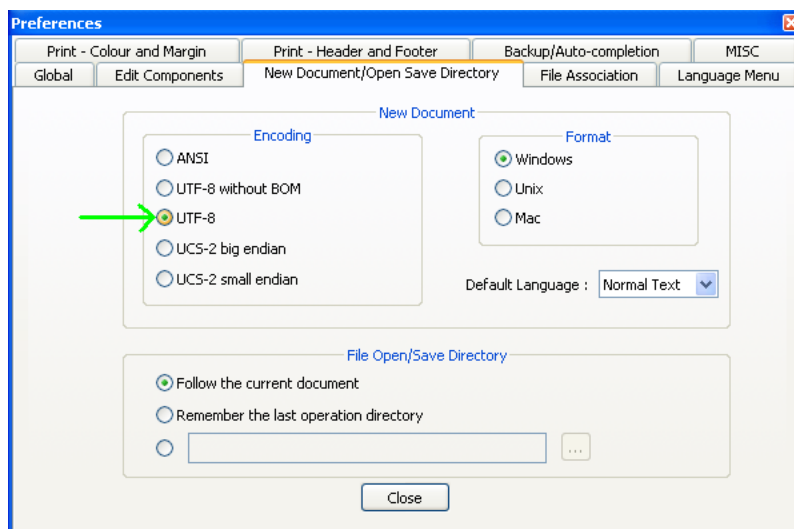 Preferences
Print - Colour and Margin Print - Header and Footer Backup/Auto-completion MISC
Global Edit Components New Document/Open Save Directory File Association Language Menu
New Document
Encoding
ANSI
UTF-8 without BOM
UTF-8
UCS-2 big endian
UCS-2 small endian
Format
Windows
Unix
Mac
Default Language : Normal Text
File Open/Save Directory
Follow the current document
Remember the last operation directory
...
Close